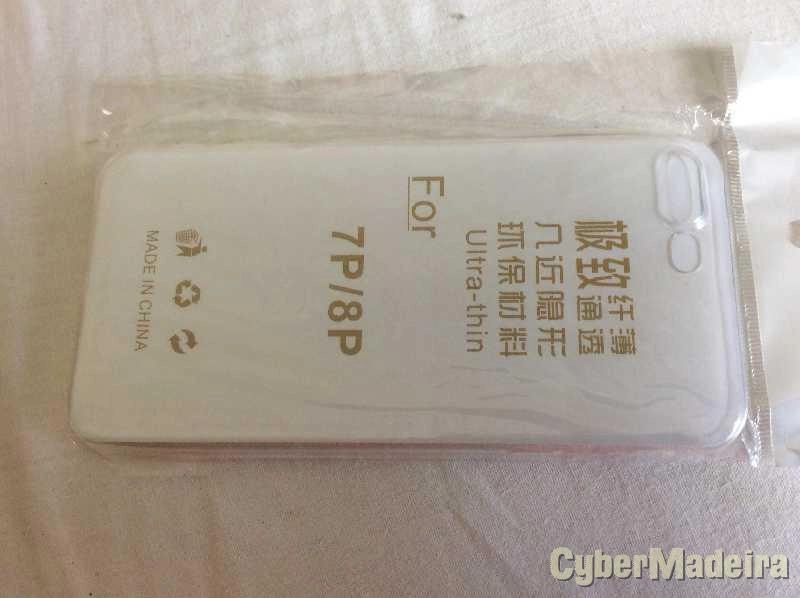 极致纤薄
通透
几近隐形
环保材料
Ultra-thin
For
7P/8P
MADE IN CHINA
CyberMadeira